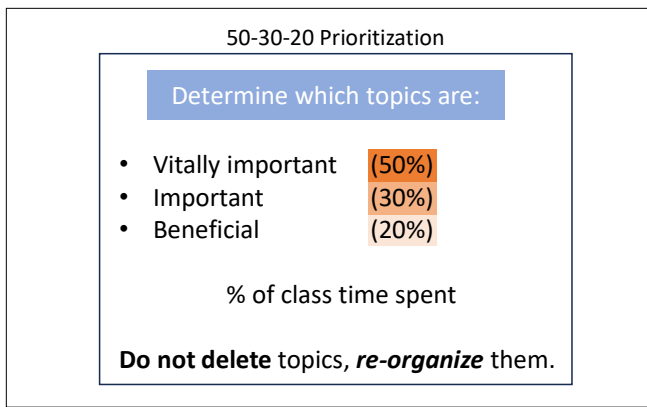 50-30-20 Prioritization
Determine which topics are:
• Vitally important (50%)
• Important (30%)
• Beneficial (20%)
% of class time spent
Do not delete topics, re-organize them.